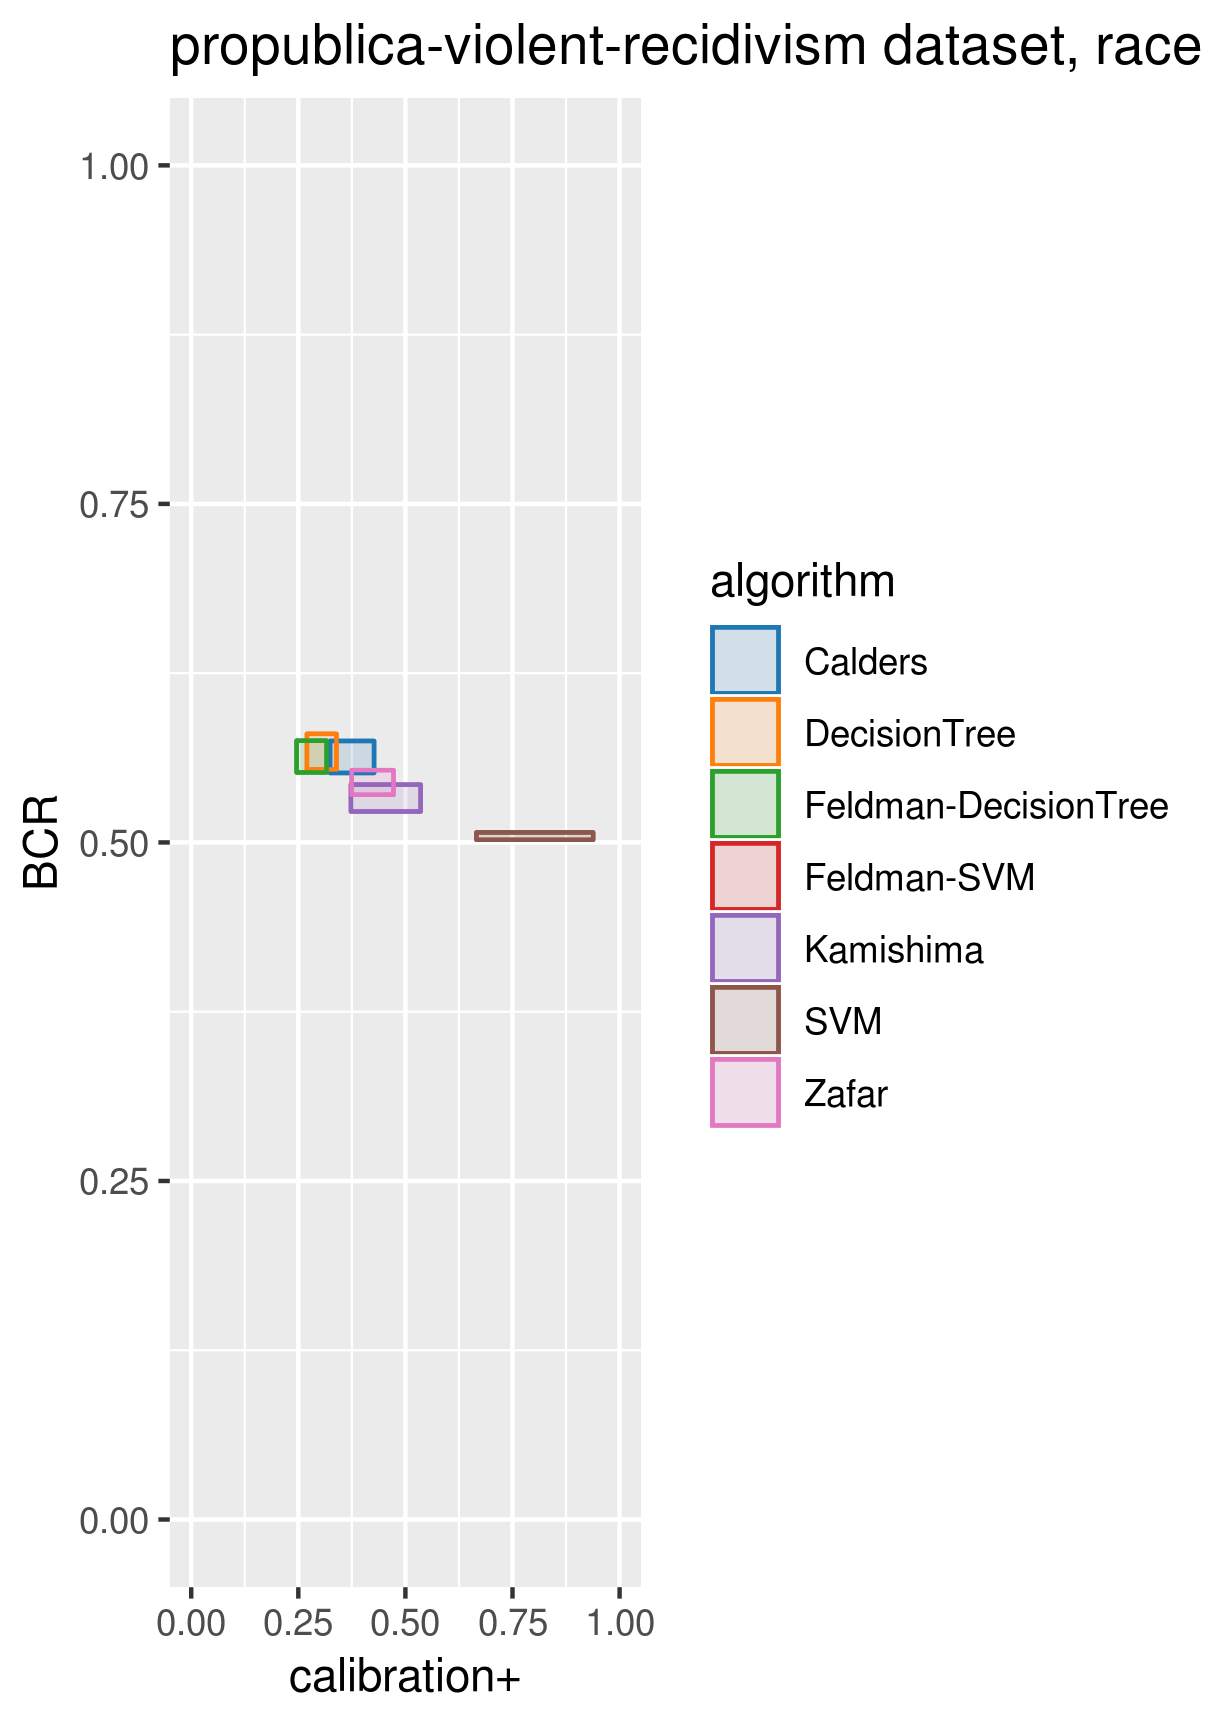 propublica-violent-recidivism dataset, race
1.00
0.75
0.50
0.25
0.00
BCR
0.00 0.25 0.50 0.75 1.00
calibration+
algorithm
Calders
DecisionTree
Feldman-DecisionTree
Feldman-SVM
Kamishima
SVM
Zafar